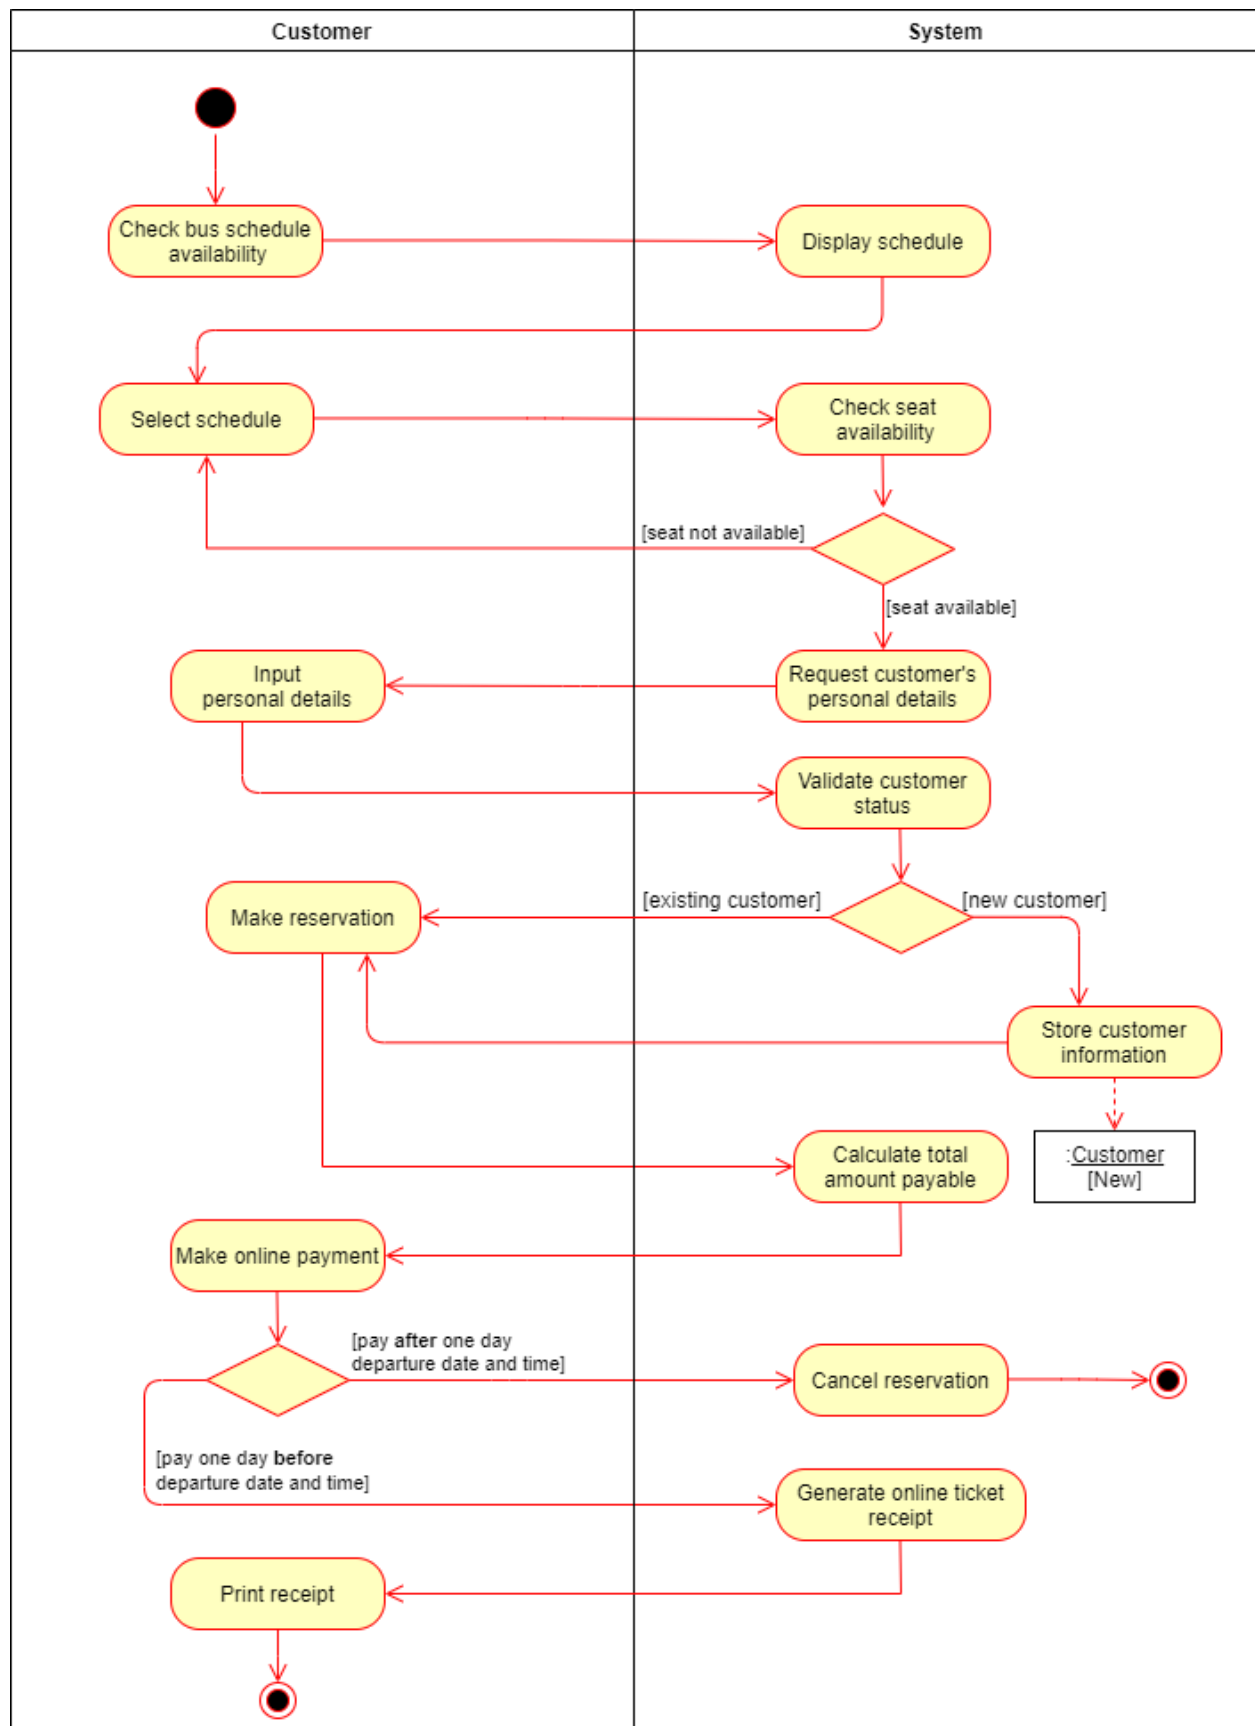 Customer
System
Check bus schedule
availability
Display schedule
Select schedule
Check seat
availability
[seat not available]
[seat available]
Input
personal details
Request customer's
personal details
Validate customer
status
Make reservation
[existing customer]
[new customer]
Store customer
information
Calculate total
amount payable
:Customer
[New]
Make online payment
[pay after one day
departure date and time]
Cancel reservation
[pay one day before
departure date and time]
Generate online ticket
receipt
Print receipt